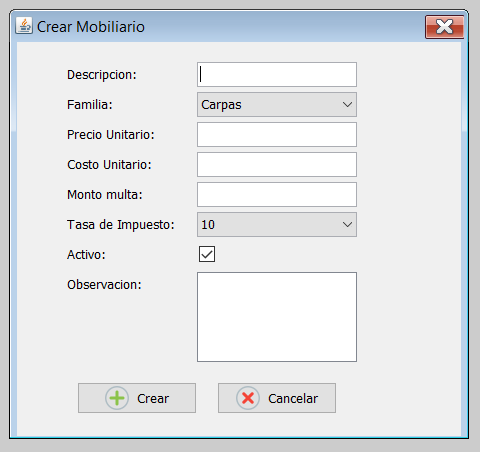 Crear Mobiliario
Descripcion:
Familia: Carpas
Precio Unitario:
Costo Unitario:
Monto multa:
Tasa de Impuesto: 10
Activo:
Observacion:
Crear Cancelar